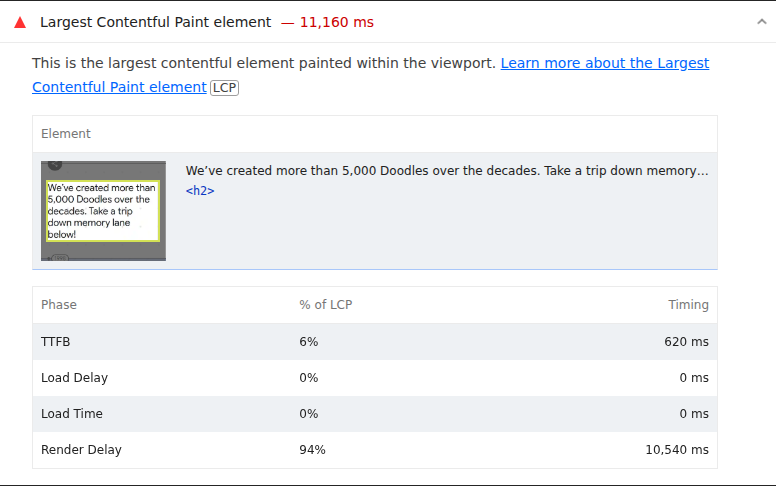 Largest Contentful Paint element — 11,160 ms
This is the largest contentful element painted within the viewport. Learn more about the Largest
Contentful Paint element LCP
Element
We've created more than
5,000 Doodles over the
decades. Take a trip
down memory lane
below!
We've created more than 5,000 Doodles over the decades. Take a trip down memory…
<h2>
Phase % of LCP Timing
TTFB 6% 620 ms
Load Delay 0% 0 ms
Load Time 0% 0 ms
Render Delay 94% 10,540 ms